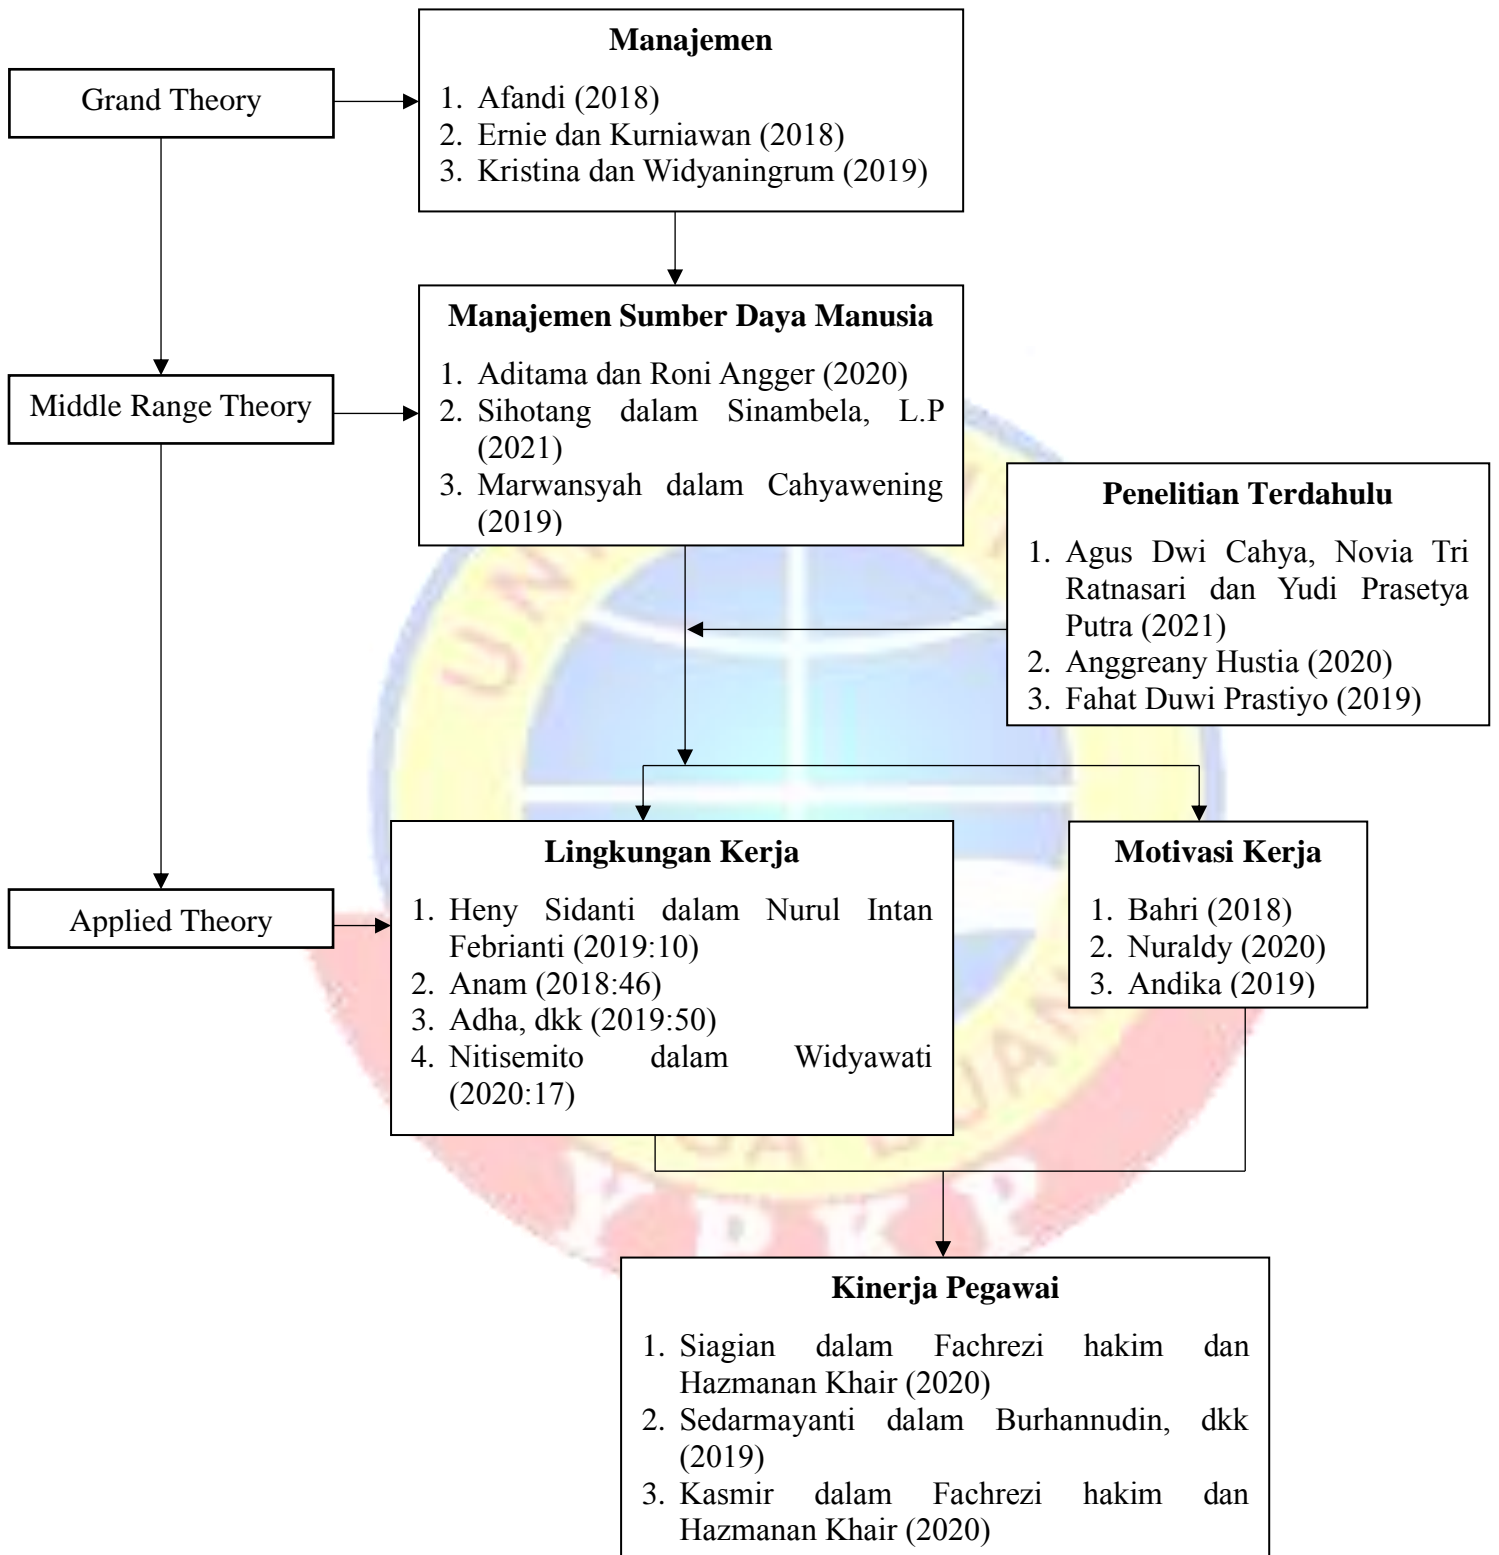 Manajemen
Grand Theory
1. Afandi (2018)
2. Ernie dan Kurniawan (2018)
3. Kristina dan Widyaningrum (2019)
Manajemen Sumber Daya Manusia
Middle Range Theory
1. Aditama dan Roni Angger (2020)
2. Sihotang dalam Sinambela, L.P
(2021)
3. Marwansyah dalam Cahyawening
(2019)
Penelitian Terdahulu
1. Agus Dwi Cahya, Novia Tri
Ratnasari dan Yudi Prasetya
Putra (2021)
2. Anggreany Hustia (2020)
3. Fahat Duwi Prastiyo (2019)
Applied Theory
Lingkungan Kerja
1. Heny Sidanti dalam Nurul Intan
Febrianti (2019:10)
2. Anam (2018:46)
3. Adha, dkk (2019:50)
4. Nitisemito dalam Widyawati
(2020:17)
Motivasi Kerja
1. Bahri (2018)
2. Nuraldy (2020)
3. Andika (2019)
YPKP
Kinerja Pegawai
1. Siagian dalam Fachrezi hakim dan
Hazmanan Khair (2020)
2. Sedarmayanti dalam Burhannudin, dkk
(2019)
3. Kasmir dalam Fachrezi hakim dan
Hazmanan Khair (2020)